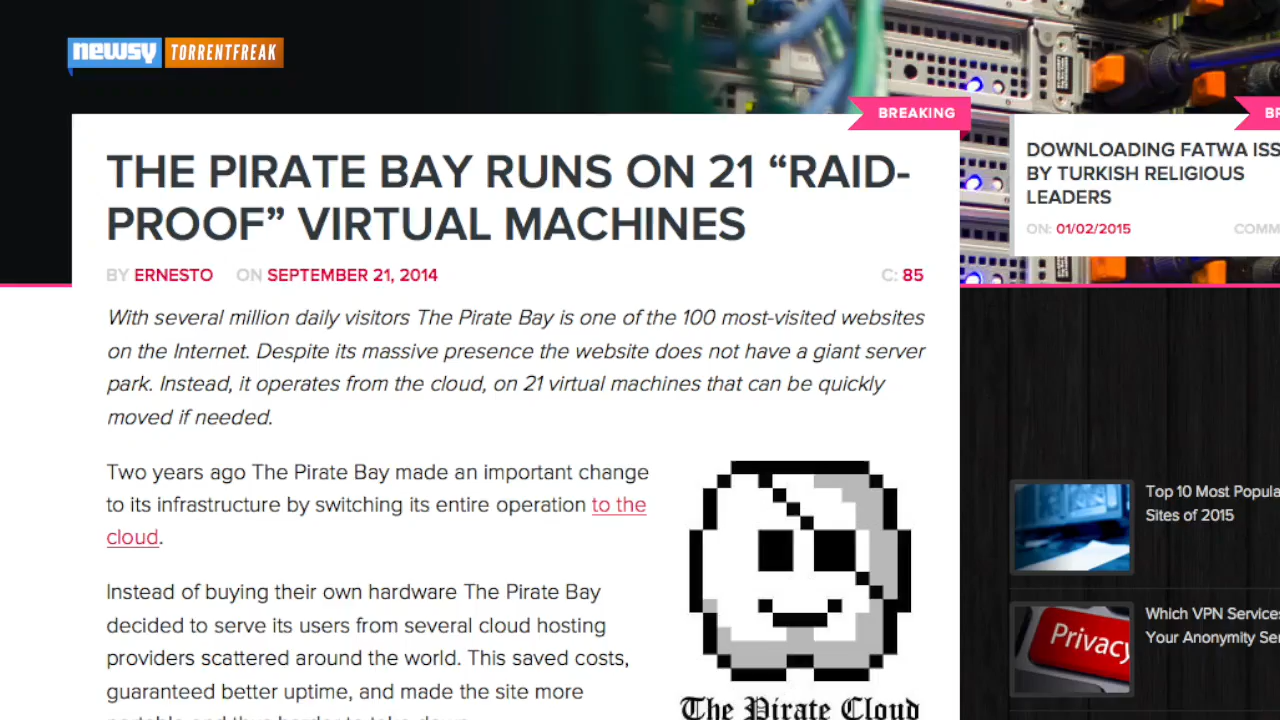 newsy TORRENTFREAK
BREAKING
THE PIRATE BAY RUNS ON 21 “RAID-
PROOF” VIRTUAL MACHINES
BY ERNESTO ON SEPTEMBER 21, 2014 C: 85
With several million daily visitors The Pirate Bay is one of the 100 most-visited websites
on the Internet. Despite its massive presence the website does not have a giant server
park. Instead, it operates from the cloud, on 21 virtual machines that can be quickly
moved if needed.
Two years ago The Pirate Bay made an important change
to its infrastructure by switching its entire operation to the
cloud.
Instead of buying their own hardware The Pirate Bay
decided to serve its users from several cloud hosting
providers scattered around the world. This saved costs,
guaranteed better uptime, and made the site more
The Pirate Cloud
BR
DOWNLOADING FATWA ISS
BY TURKISH RELIGIOUS
LEADERS
ON: 01/02/2015 COMM
Top 10 Most Popula
Sites of 2015
Privacy
Which VPN Services
Your Anonymity Se